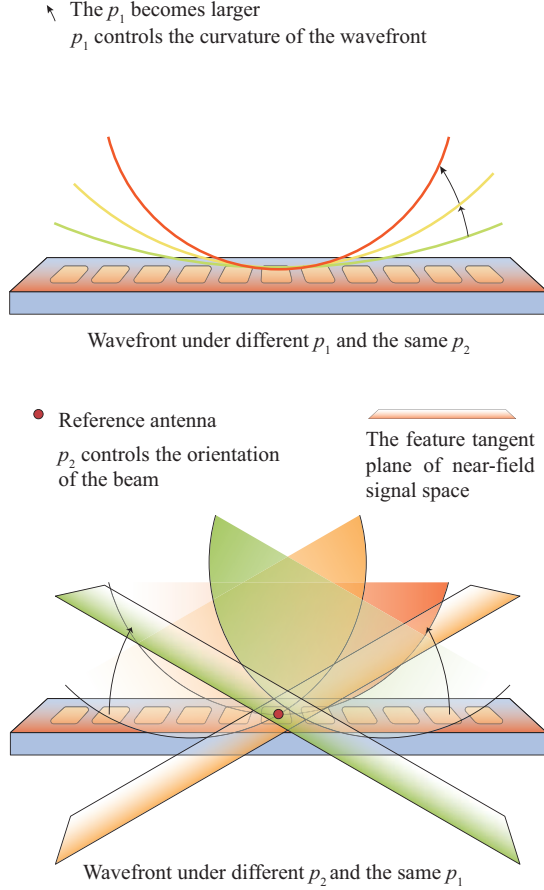 The p₁ becomes larger
p₁ controls the curvature of the wavefront
Wavefront under different p₁ and the same p₂
Reference antenna
p₂ controls the orientation
of the beam
The feature tangent
plane of near-field
signal space
Wavefront under different p₂ and the same p₁